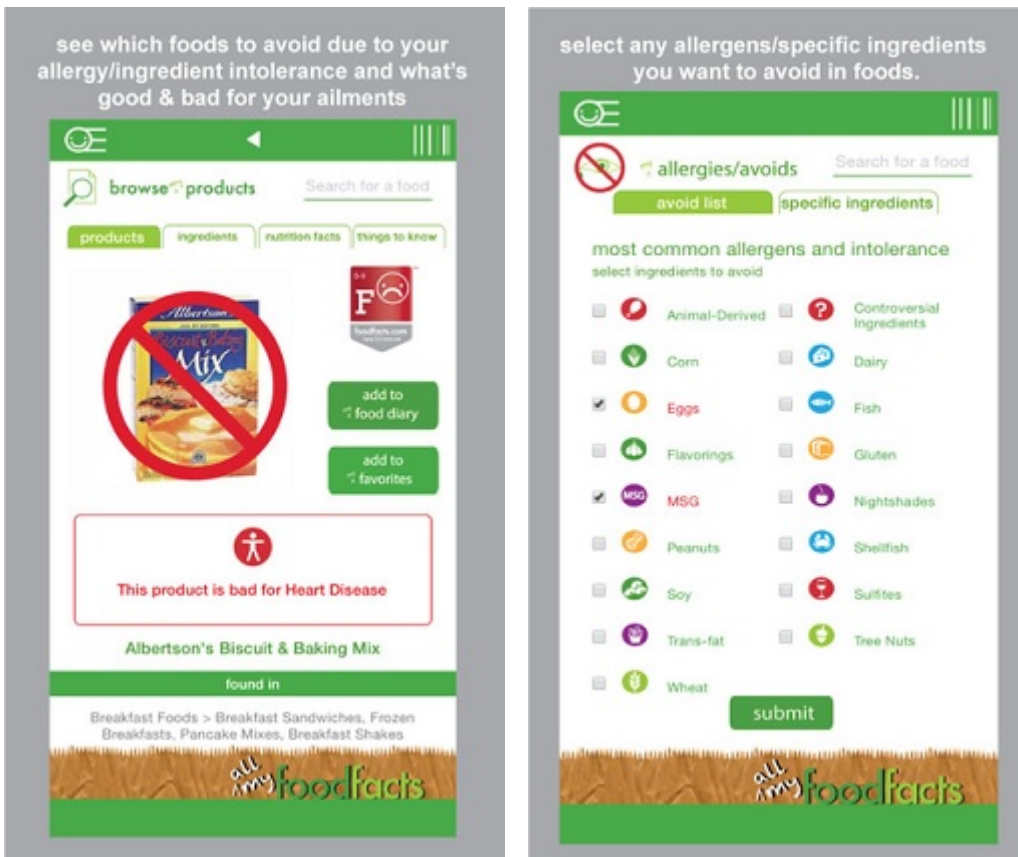 see which foods to avoid due to your
allergy/ingredient intolerance and what's
good & bad for your ailments
browse products
Search for a food
products
ingredients
nutrition facts
things to know
Albertson's
Biscuit & Baking
Mix
F
foodfacts.com
add to
food diary
add to
favorites
This product is bad for Heart Disease
Albertson's Biscuit & Baking Mix
found in
Breakfast Foods > Breakfast Sandwiches, Frozen
Breakfasts, Pancake Mixes, Breakfast Shakes
all my foodfacts
select any allergens/specific ingredients
you want to avoid in foods.
allergies/avoids
Search for a food
avoid list
specific ingredients
most common allergens and intolerance
select ingredients to avoid
Animal-Derived
? Controversial
Ingredients
Corn
Dairy
Eggs
Fish
Flavorings
Gluten
MSG MSG
Nightshades
Peanuts
Shellfish
Soy
Sulfites
Trans-fat
Tree Nuts
Wheat
submit
all my foodfacts